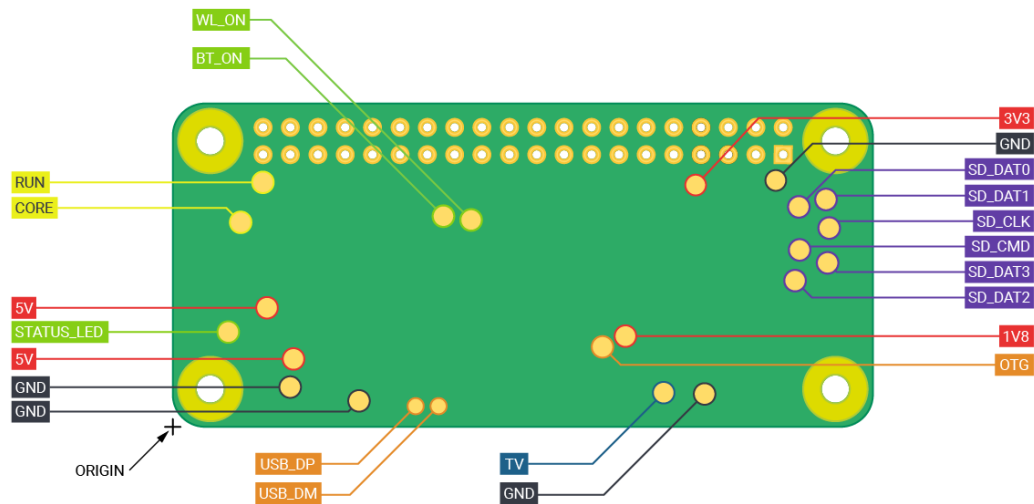 WL_ON
BT_ON
3V3
GND
SD_DAT0
SD_DAT1
SD_CLK
SD_CMD
SD_DAT3
SD_DAT2
RUN
CORE
5V
STATUS_LED
5V
GND
GND
1V8
OTG
ORIGIN
USB_DP
USB_DM
TV
GND